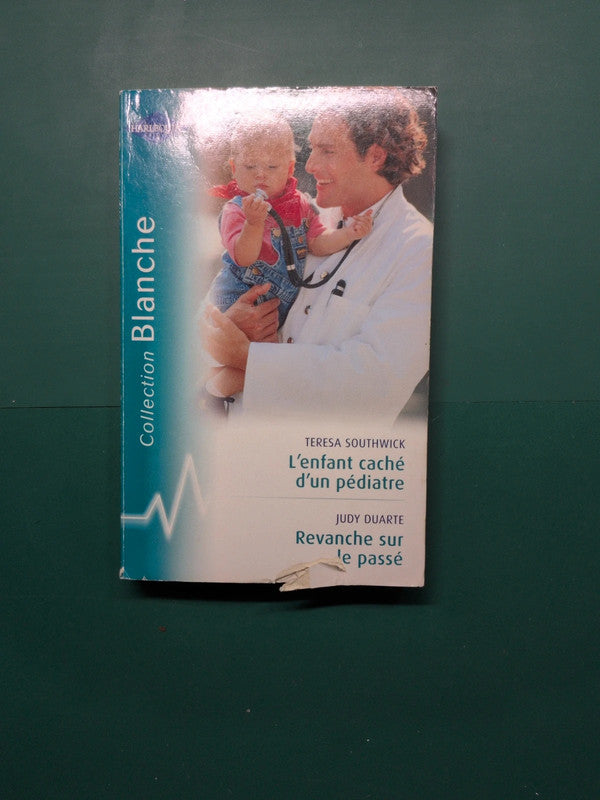 Collection Blanche
TERESA SOUTHWICK
L'enfant caché
d'un pédiatre
JUDY DUARTE
Revanche sur
le passé